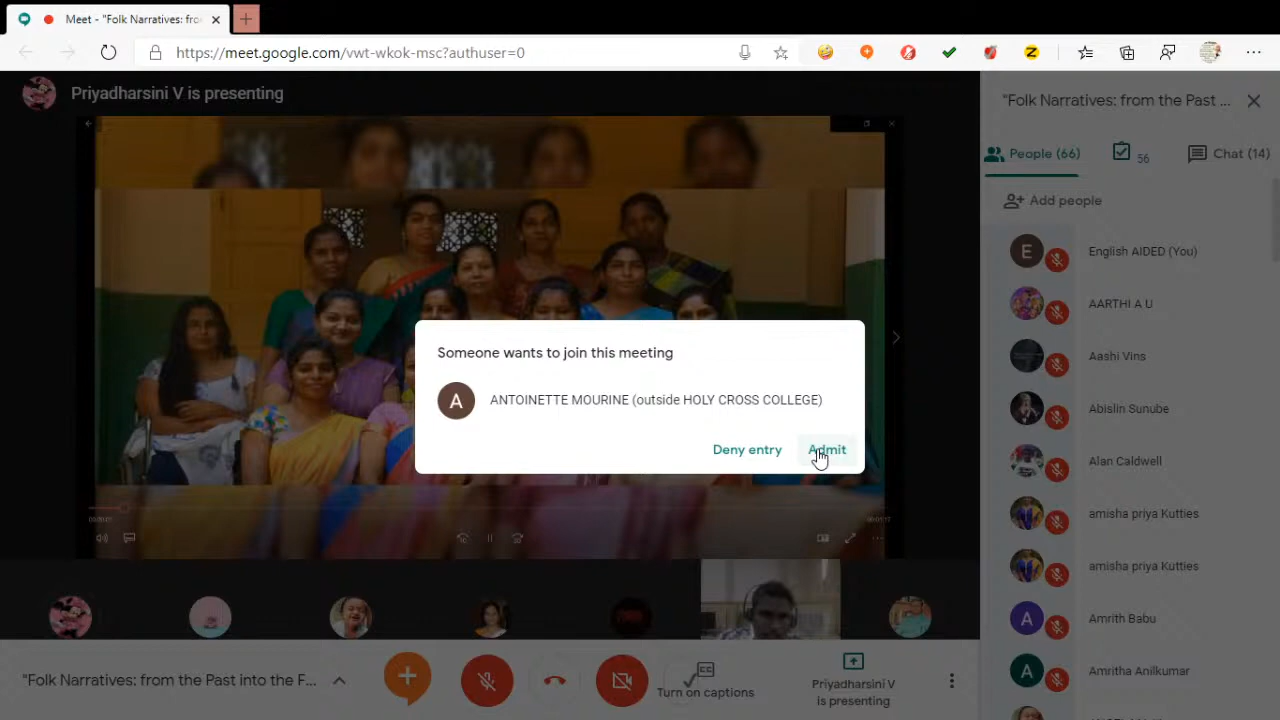 Meet - "Folk Narratives: fro
https://meet.google.com/vwt-wkok-msc?authuser=0
Priyadharsini V is presenting
"Folk Narratives: from the Past ...
People (66)
56
Chat (14)
Add people
English AIDED (You)
AARTHI A U
Aashi Vins
Abislin Sunube
Alan Caldwell
amisha priya Kutties
amisha priya Kutties
Amrith Babu
Amritha Anilkumar
Someone wants to join this meeting
A
ANTOINETTE MOURINE (outside HOLY CROSS COLLEGE)
Deny entry
Admit
E
A
A
"Folk Narratives: from the Past into the F...
CC
Turn on captions
Priyadharsini V
is presenting